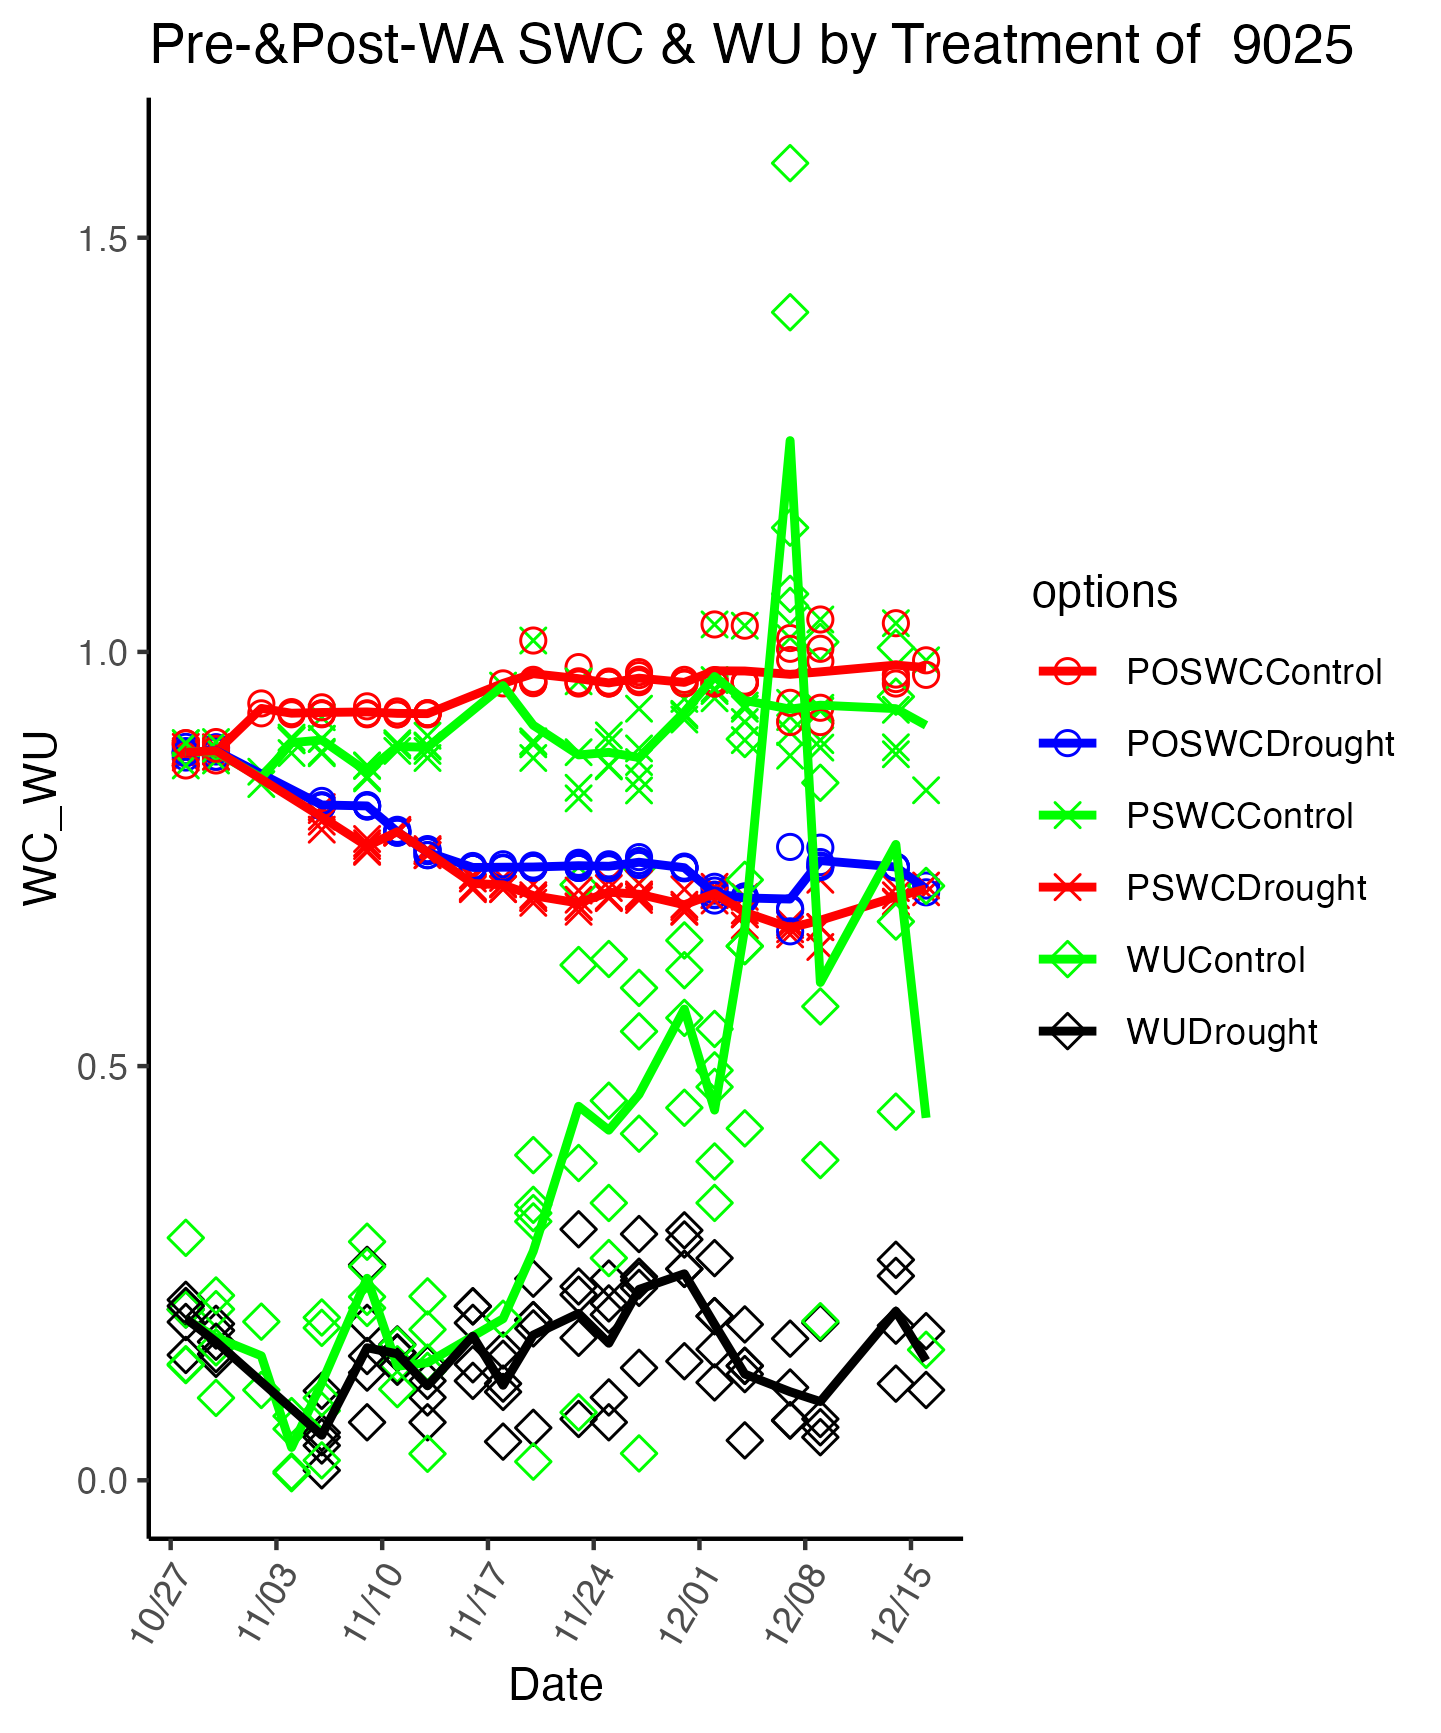 Pre-&Post-WA SWC & WU by Treatment of  9025
WC_WU
1.5
1.0
0.5
0.0
10/27
11/03
11/10
11/17
11/24
12/01
12/08
12/15
Date
options
POSWCControl
POSWCDrought
PSWCControl
PSWCDrought
WUControl
WUDrought